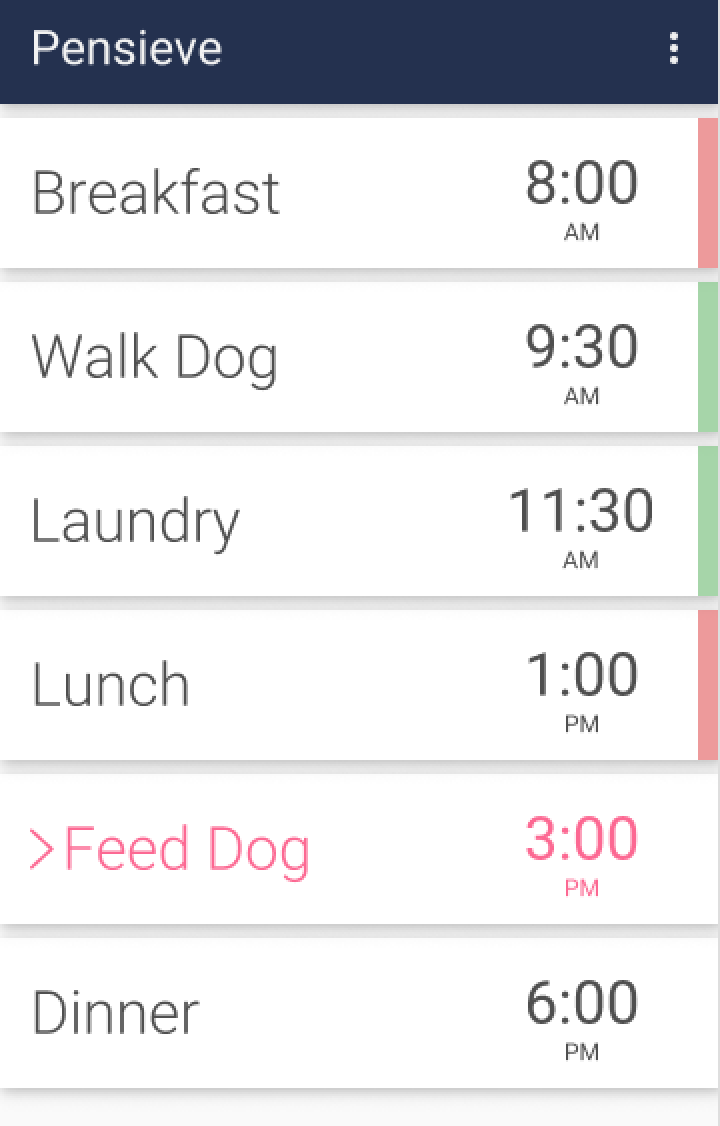 Pensieve
Breakfast 8:00
AM
Walk Dog 9:30
AM
Laundry 11:30
AM
Lunch 1:00
PM
>Feed Dog 3:00
PM
Dinner 6:00
PM